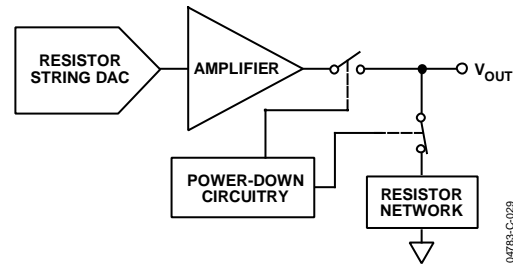 RESISTOR
STRING DAC
AMPLIFIER
VOUT
POWER-DOWN
CIRCUITRY
RESISTOR
NETWORK
04783-C-029